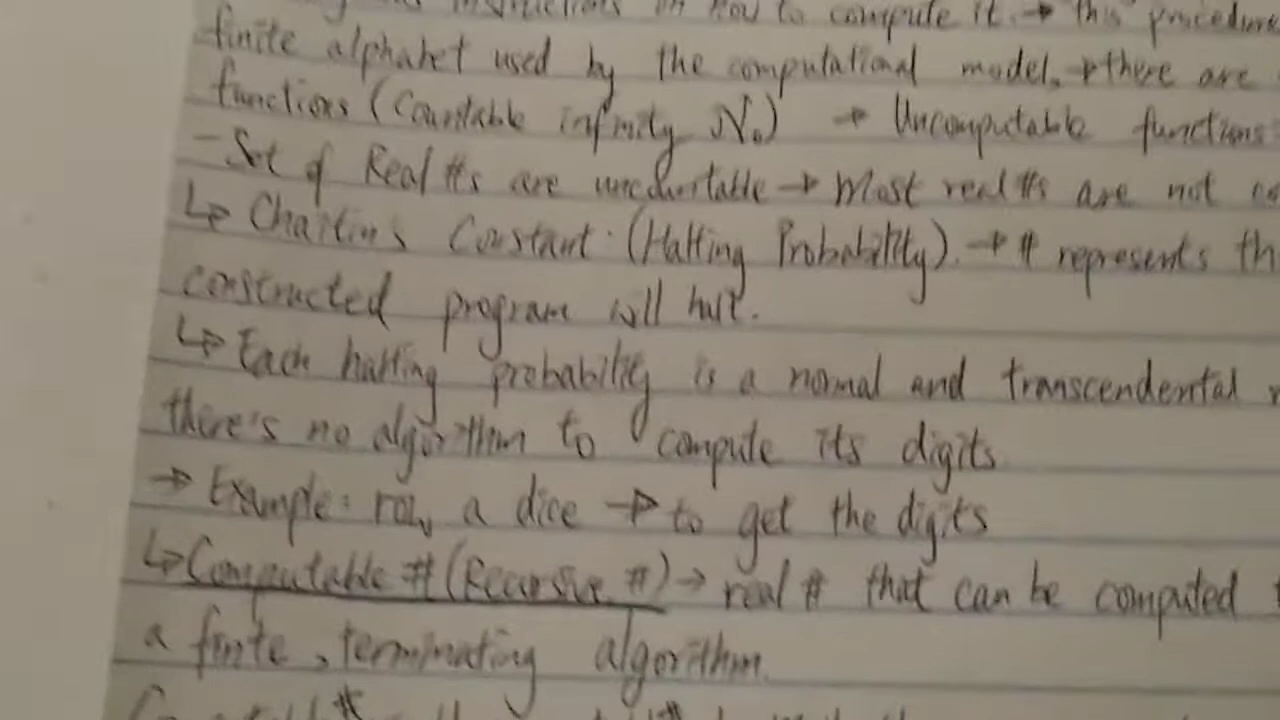 instructions on how to compute it. → this procedure
finite alphabet used by the computational model. → there are
functions (Countable infinity ℵ₀) → Uncomputable functions
- Set of Real #s are uncountable → Most real #s are not
↳ Chaitin's Constant: (Halting Probability). → # represents th
constructed program will halt.
↳ Each halting probability is a normal and transcendental
there's no algorithm to compute its digits
→ Example: roll a dice → to get the digits
↳ Computable # (Recursive #) → real # that can be computed
a finite, terminating algorithm.